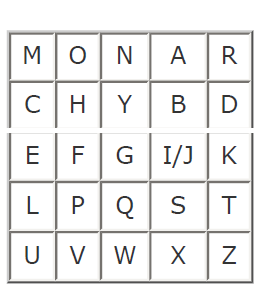 M O N A R
C H Y B D
E F G I/J K
L P Q S T
U V W X Z